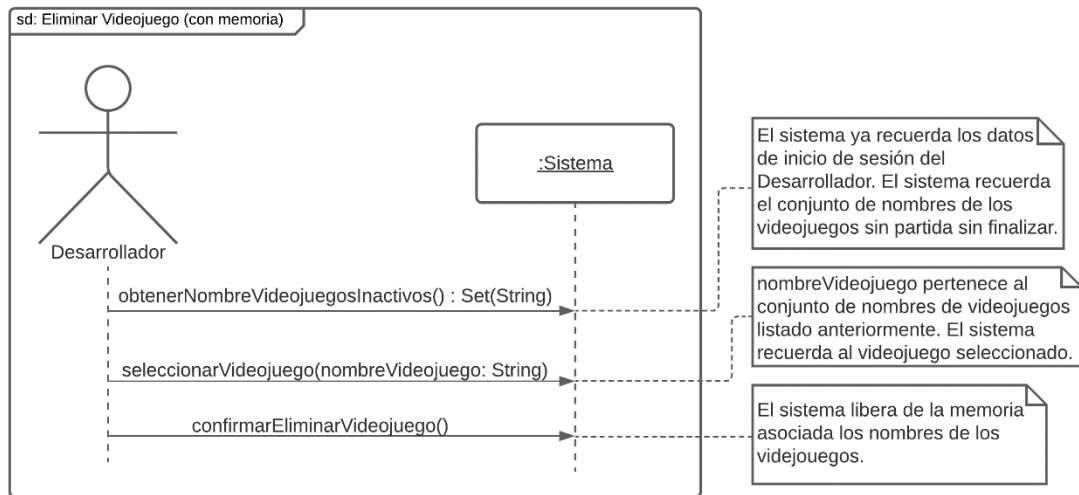 sd: Eliminar Videojuego (con memoria)
:Sistema
Desarrollador
El sistema ya recuerda los datos
de inicio de sesión del
Desarrollador. El sistema recuerda
el conjunto de nombres de los
videojuegos sin partida sin finalizar.
obtenerNombreVideojuegosInactivos() : Set(String)
nombreVideojuego pertenece al
conjunto de nombres de videojuegos
listado anteriormente. El sistema
recuerda al videojuego seleccionado.
seleccionarVideojuego(nombreVideojuego: String)
confirmarEliminarVideojuego()
El sistema libera de la memoria
asociada los nombres de los
videjouegos.